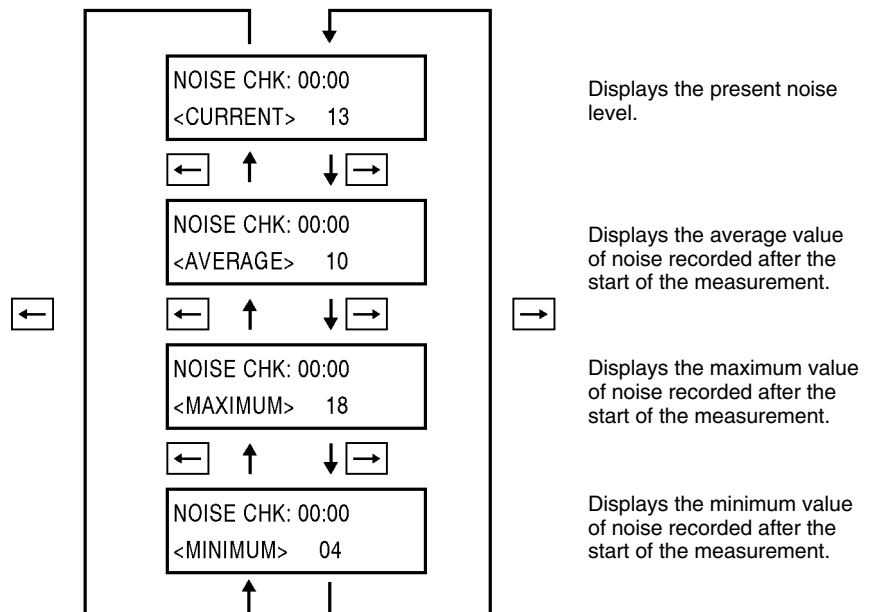 NOISE CHK: 00:00
<CURRENT> 13
Displays the present noise
level.
NOISE CHK: 00:00
<AVERAGE> 10
Displays the average value
of noise recorded after the
start of the measurement.
NOISE CHK: 00:00
<MAXIMUM> 18
Displays the maximum value
of noise recorded after the
start of the measurement.
NOISE CHK: 00:00
<MINIMUM> 04
Displays the minimum value
of noise recorded after the
start of the measurement.